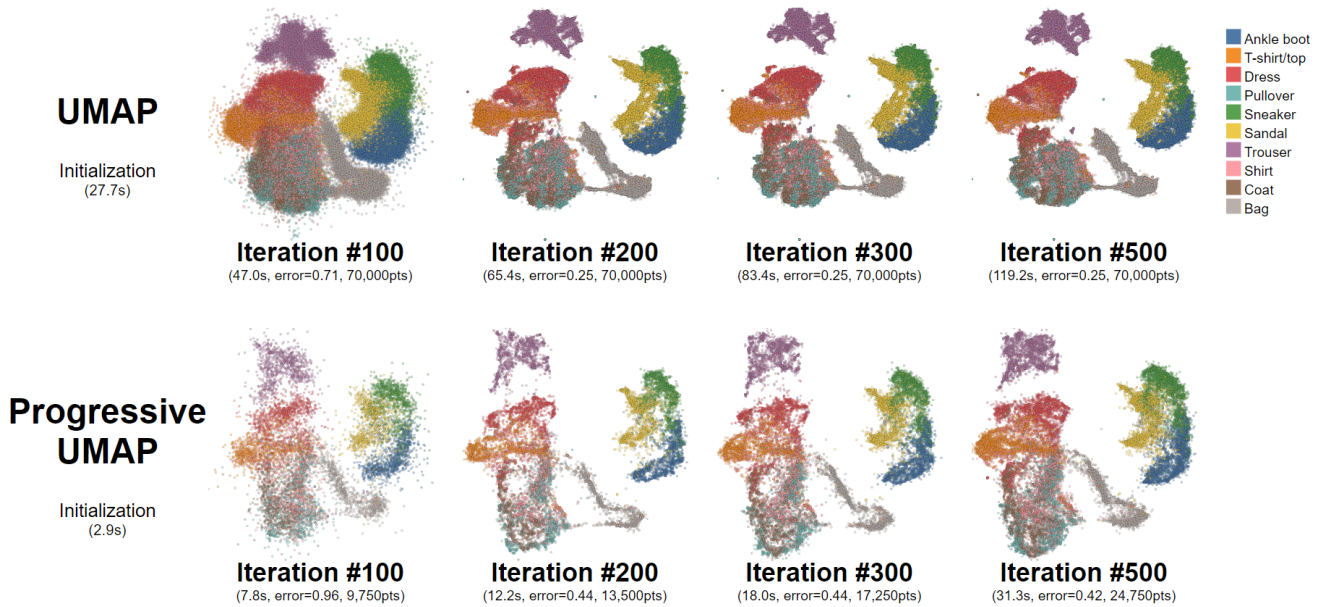 UMAP
Initialization
(27.7s)
Iteration #100
(47.0s, error=0.71, 70,000pts)
Iteration #200
(65.4s, error=0.25, 70,000pts)
Iteration #300
(83.4s, error=0.25, 70,000pts)
Iteration #500
(119.2s, error=0.25, 70,000pts)
Ankle boot
T-shirt/top
Dress
Pullover
Sneaker
Sandal
Trouser
Shirt
Coat
Bag
Progressive
UMAP
Initialization
(2.9s)
Iteration #100
(7.8s, error=0.96, 9,750pts)
Iteration #200
(12.2s, error=0.44, 13,500pts)
Iteration #300
(18.0s, error=0.44, 17,250pts)
Iteration #500
(31.3s, error=0.42, 24,750pts)